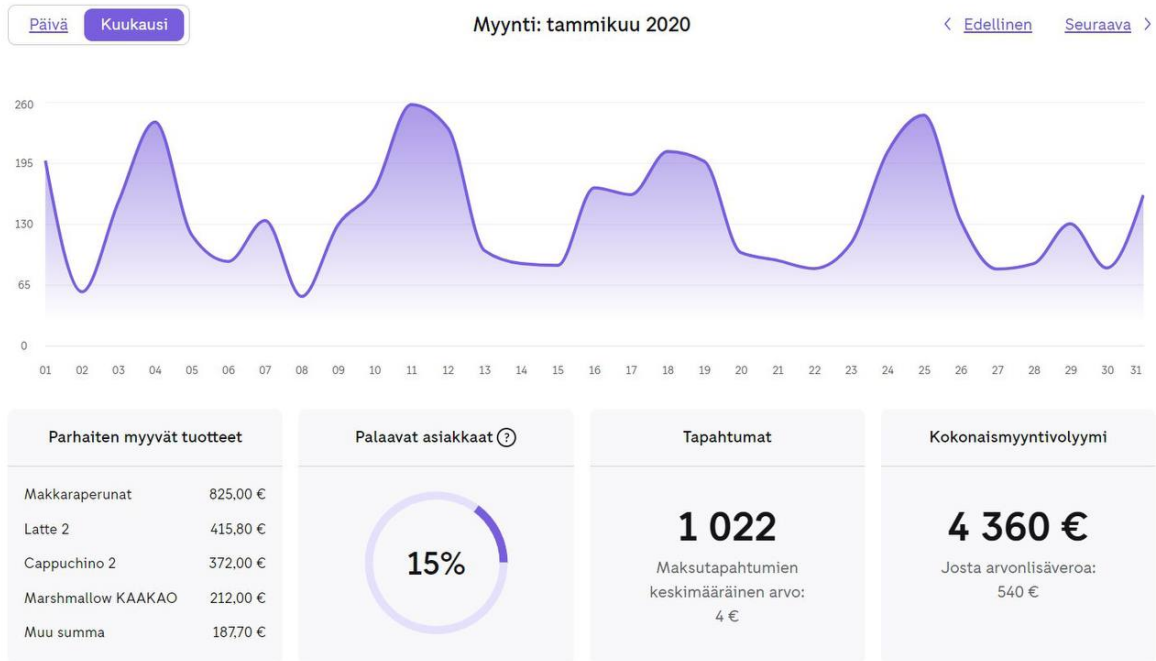 Päivä Kuukausi Myynti: tammikuu 2020 Edellinen Seuraava
260
195
130
65
0
01 02 03 04 05 06 07 08 09 10 11 12 13 14 15 16 17 18 19 20 21 22 23 24 25 26 27 28 29 30 31
Parhaiten myyvät tuotteet
Makkaraperunat 825,00 €
Latte 2 415,80 €
Cappuchino 2 372,00 €
Marshmallow KAAKAO 212,00 €
Muu summa 187,70 €
Palaavat asiakkaat ?
15%
Tapahtumat
1 022
Maksutapahtumien
keskimääräinen arvo:
4 €
Kokonaismyyntivolyymi
4 360 €
Josta arvonlisäveroa:
540 €